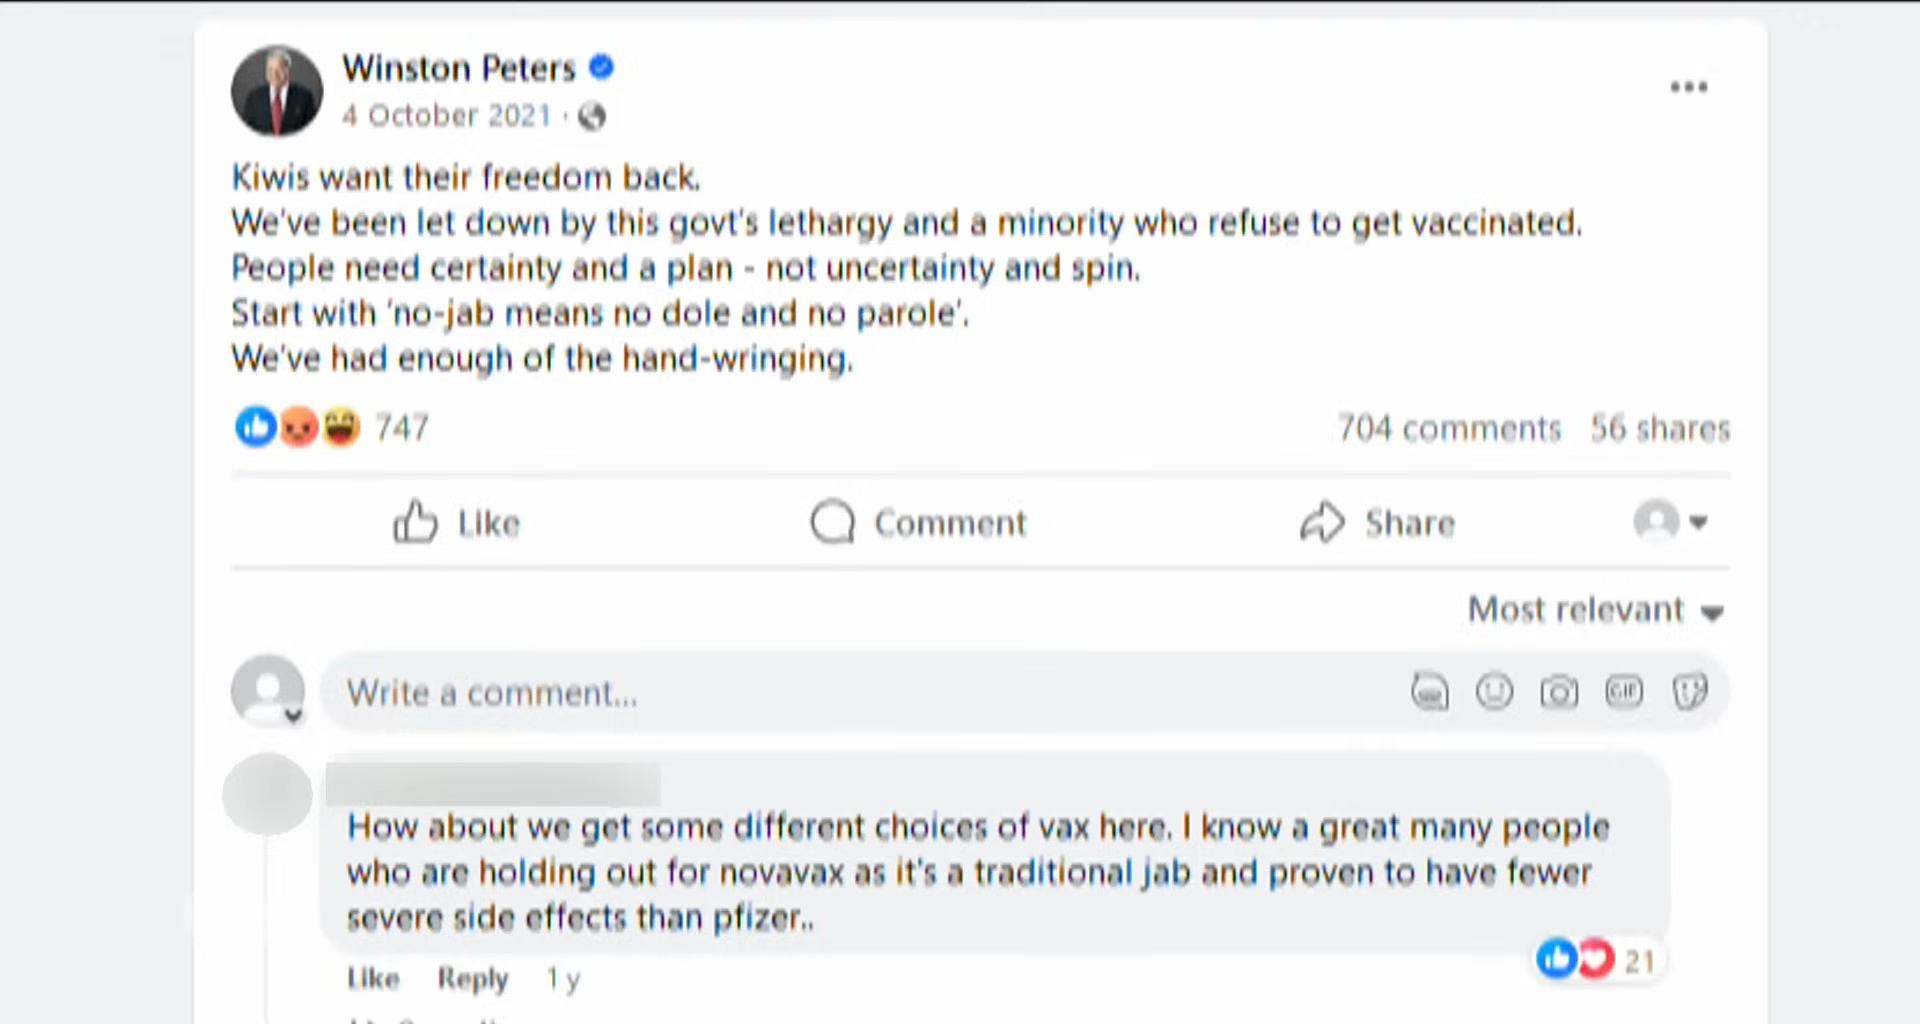 Winston Peters
4 October 2021 ·
Kiwis want their freedom back.
We've been let down by this govt's lethargy and a minority who refuse to get vaccinated.
People need certainty and a plan - not uncertainty and spin.
Start with 'no-jab means no dole and no parole'.
We've had enough of the hand-wringing.
747 704 comments 56 shares
Like Comment Share
Most relevant
Write a comment... GIF
How about we get some different choices of vax here. I know a great many people
who are holding out for novavax as it's a traditional jab and proven to have fewer
severe side effects than pfizer..
21
Like Reply 1 y